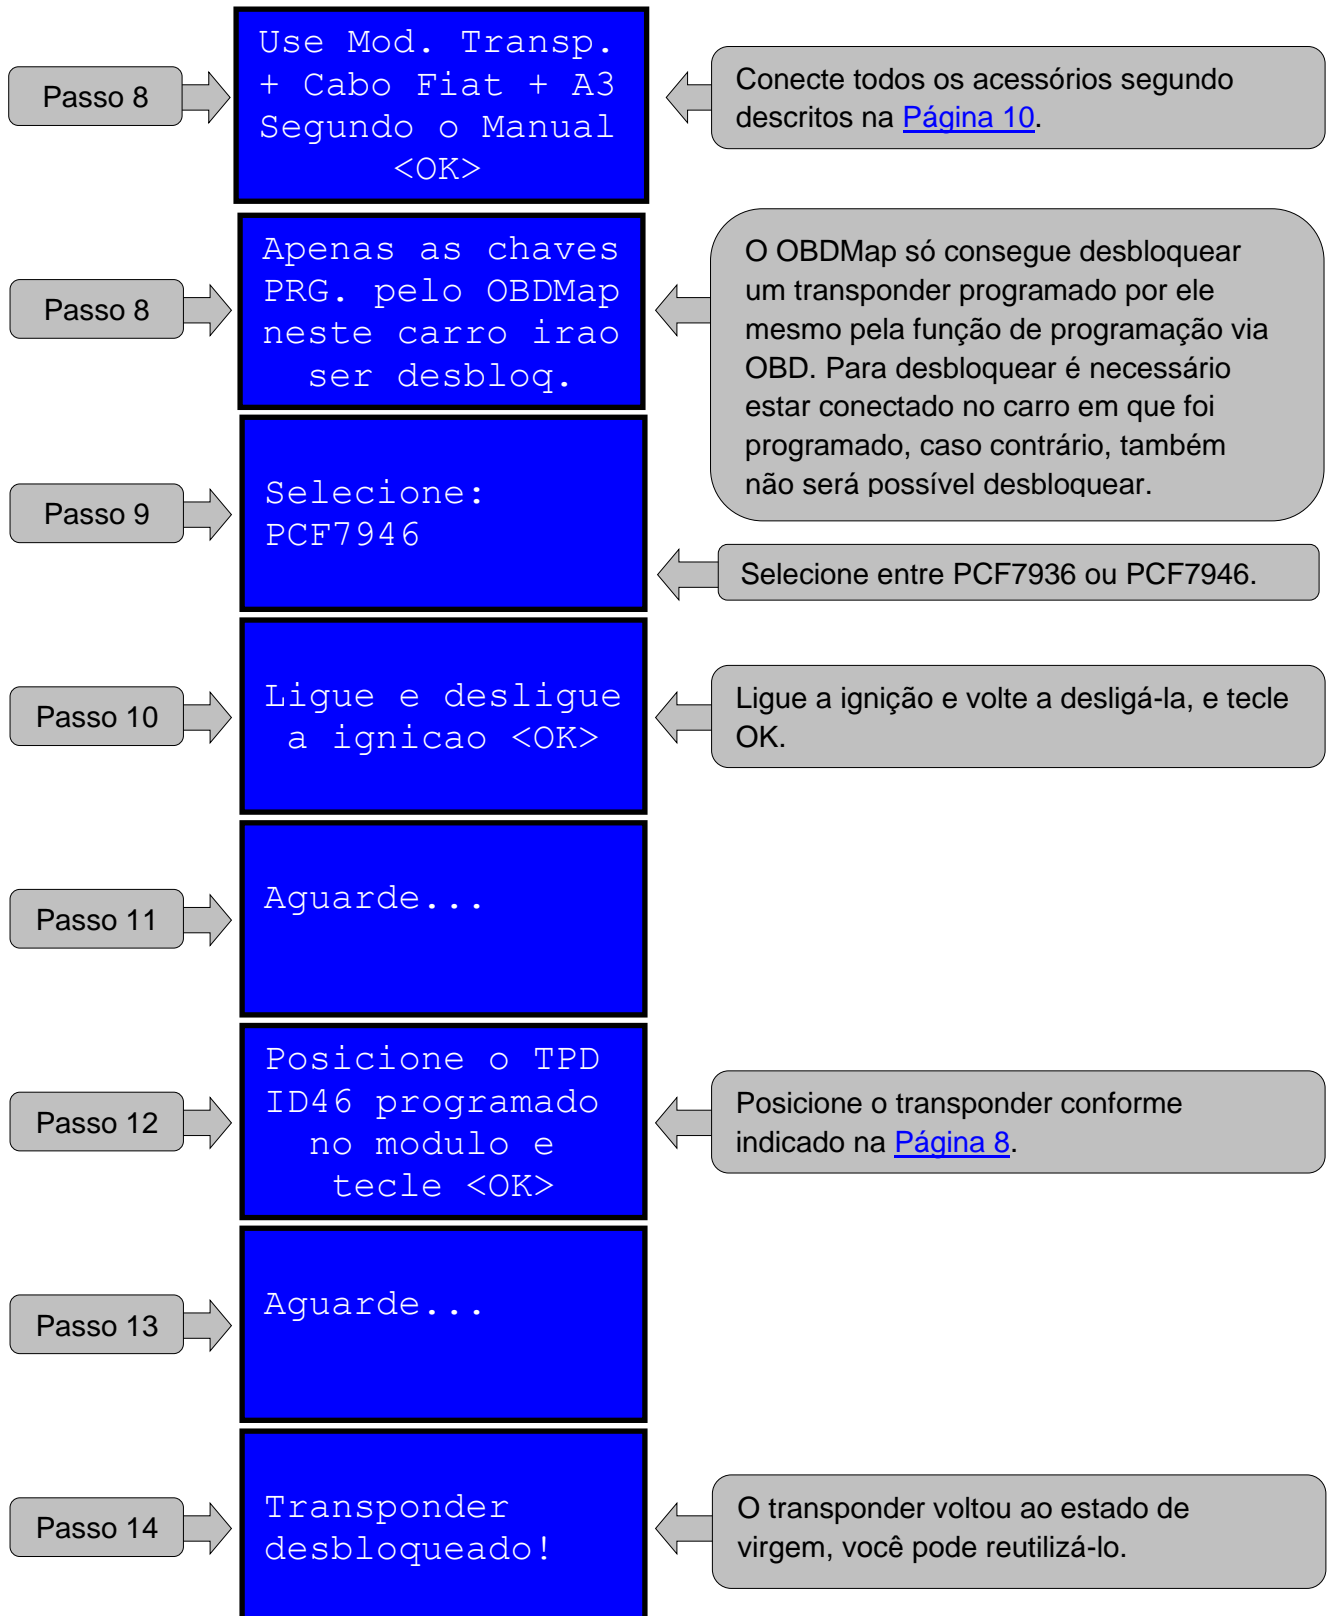 Passo 8
Use Mod. Transp.
+ Cabo Fiat + A3
Segundo o Manual
<OK>
Conecte todos os acessórios segundo
descritos na Página 10.
Passo 8
Apenas as chaves
PRG. pelo OBDMap
neste carro irao
ser desbloq.
O OBDMap só consegue desbloquear
um transponder programado por ele
mesmo pela função de programação via
OBD. Para desbloquear é necessário
estar conectado no carro em que foi
programado, caso contrário, também
não será possível desbloquear.
Passo 9
Selecione:
PCF7946
Selecione entre PCF7936 ou PCF7946.
Passo 10
Ligue e desligue
a ignicao <OK>
Ligue a ignição e volte a desligá-la, e tecle
OK.
Passo 11
Aguarde...
Passo 12
Posicione o TPD
ID46 programado
no modulo e
tecle <OK>
Posicione o transponder conforme
indicado na Página 8.
Passo 13
Aguarde...
Passo 14
Transponder
desbloqueado!
O transponder voltou ao estado de
virgem, você pode reutilizá-lo.